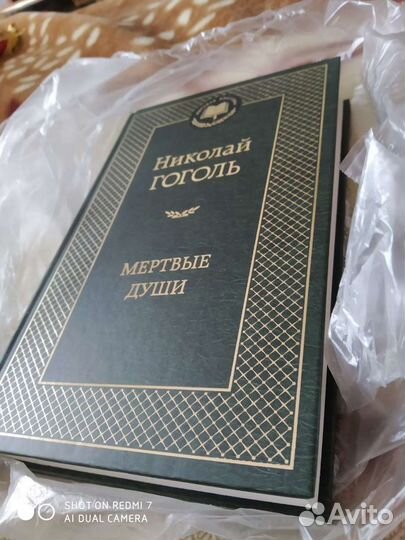 Николай
ГОГОЛЬ
МЕРТВЫЕ
ДУШИ
SHOT ON REDMI 7
AI DUAL CAMERA
Avito